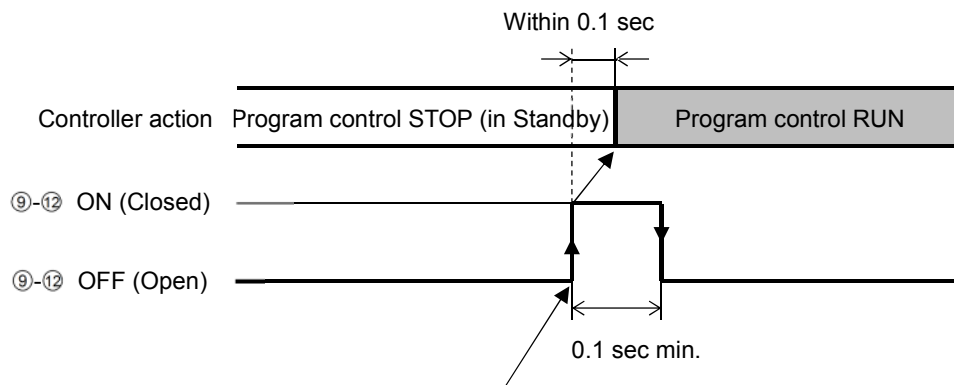 Within 0.1 sec
Controller action Program control STOP (in Standby) Program control RUN
⑨-⑫ ON (Closed)
⑨-⑫ OFF (Open)
0.1 sec min.